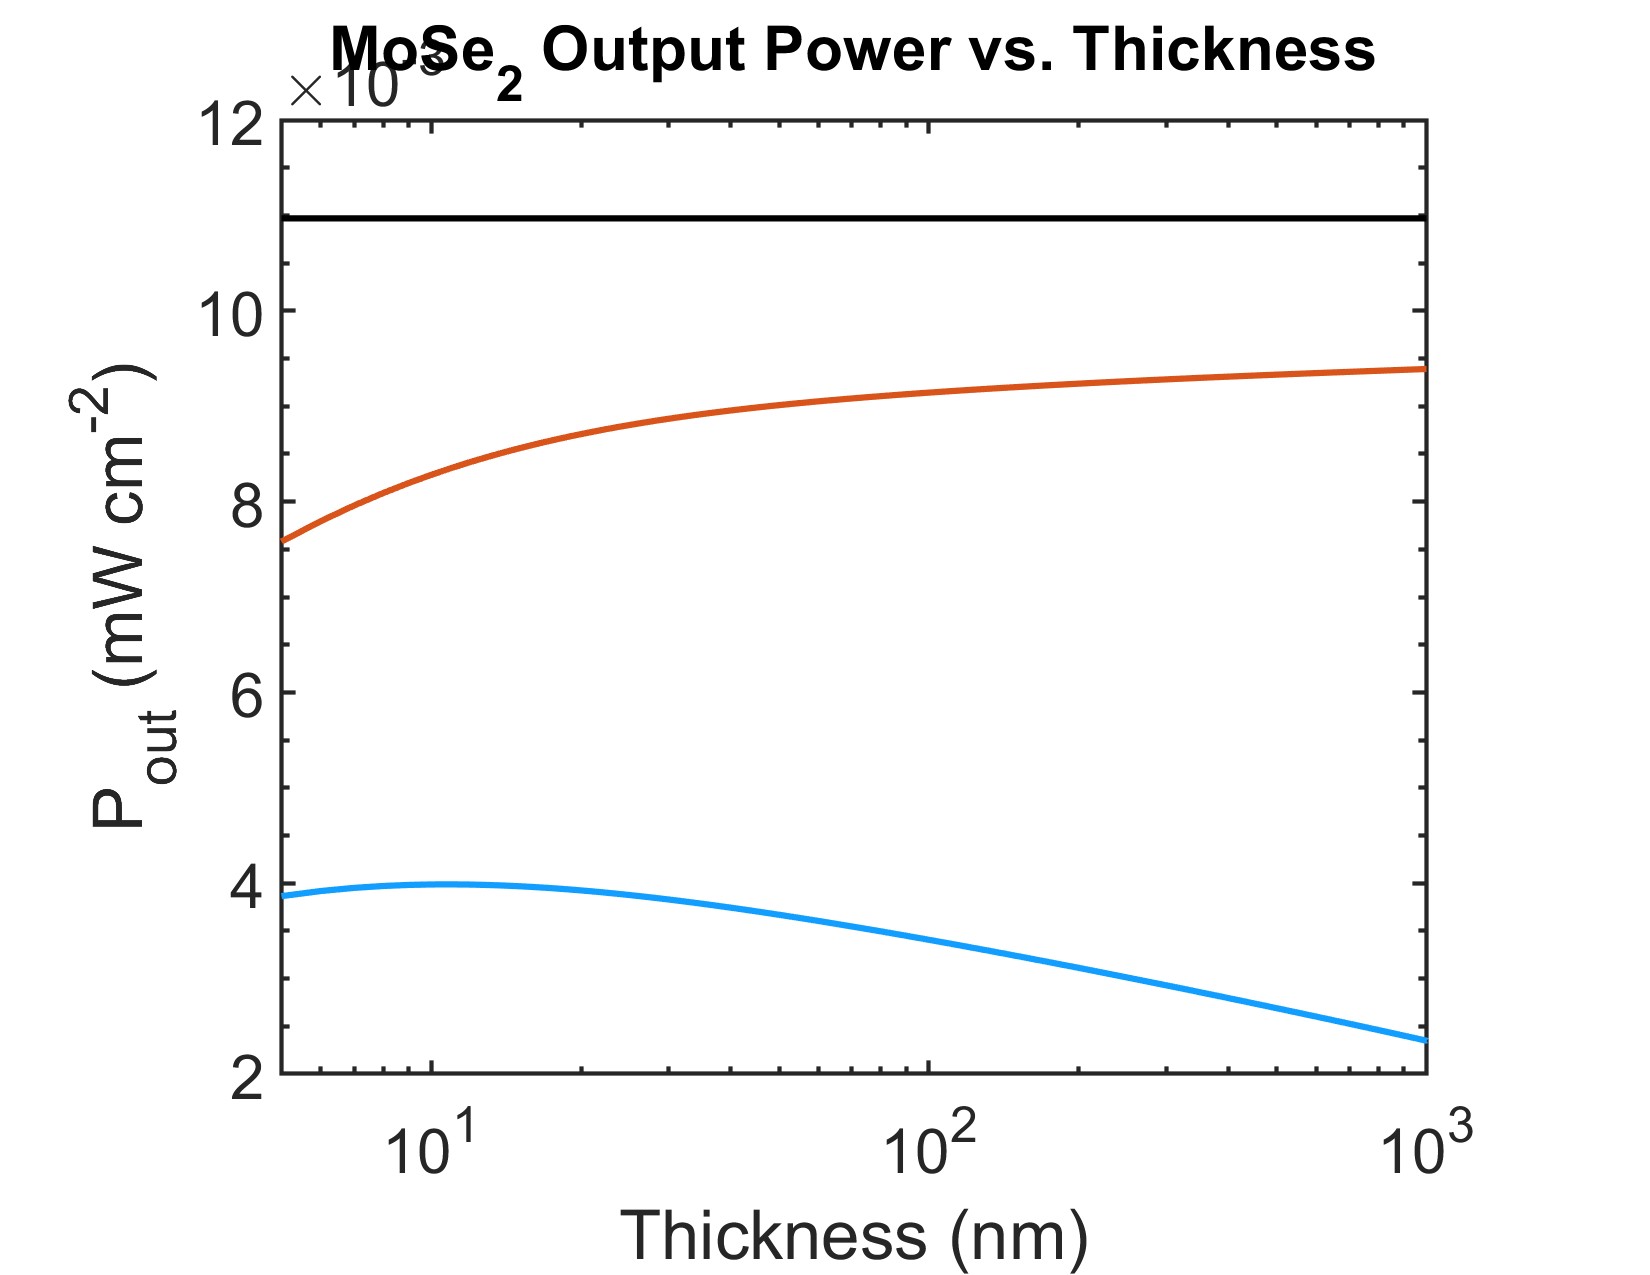 MoSe₂ Output Power vs. Thickness
×10⁻³
12
10
8
6
4
2
P_out (mW cm⁻²)
10¹ 10² 10³
Thickness (nm)